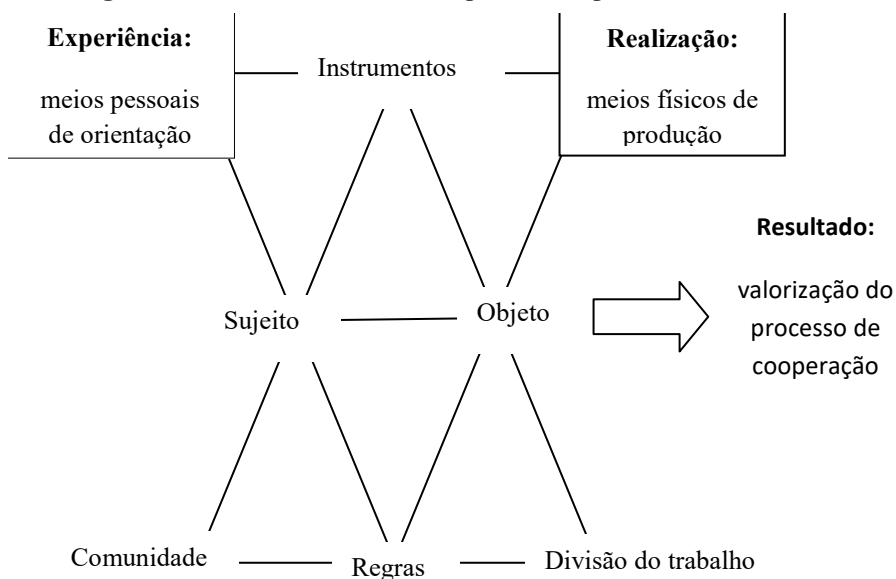 Experiência:
meios pessoais
de orientação
Instrumentos
Realização:
meios físicos de
produção
Resultado:
valorização do
processo de
cooperação
Sujeito
Objeto
Comunidade
Regras
Divisão do trabalho